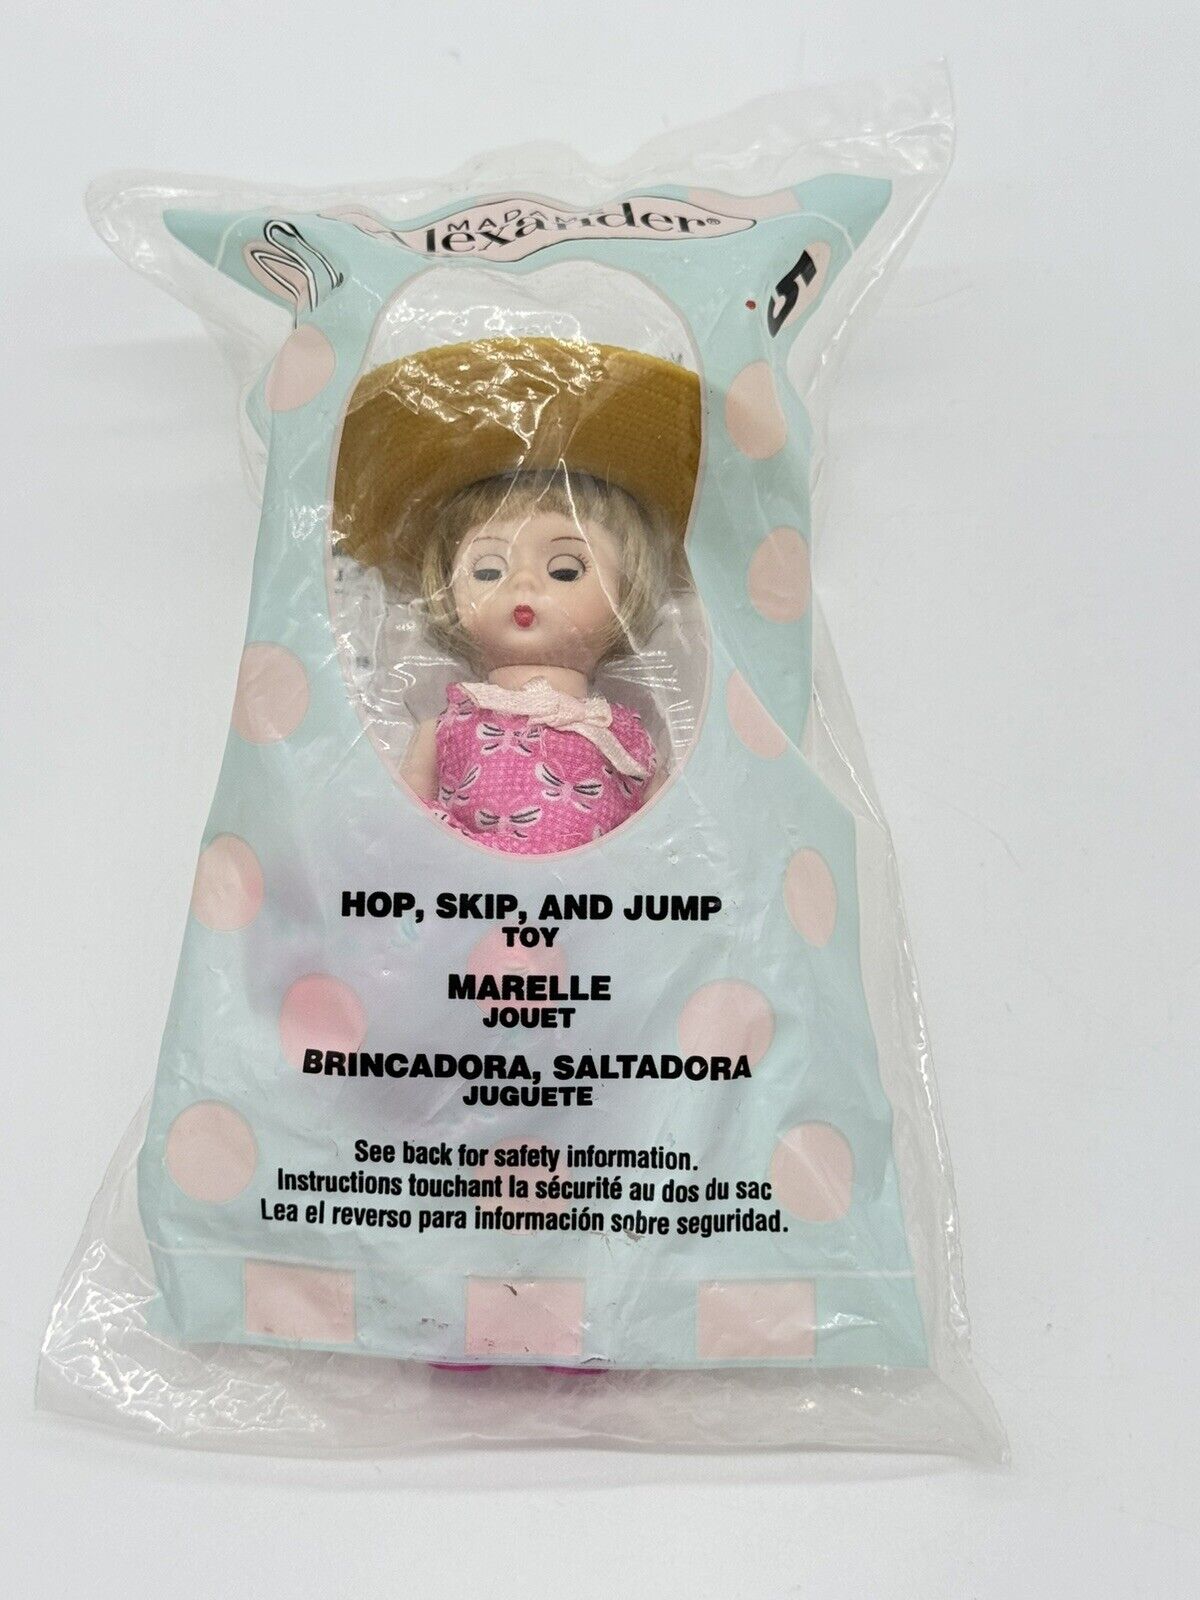 MADAME
Alexander®
5
HOP, SKIP, AND JUMP
TOY
MARELLE
JOUET
BRINCADORA, SALTADORA
JUGUETE
See back for safety information.
Instructions touchant la sécurité au dos du sac
Lea el reverso para información sobre seguridad.